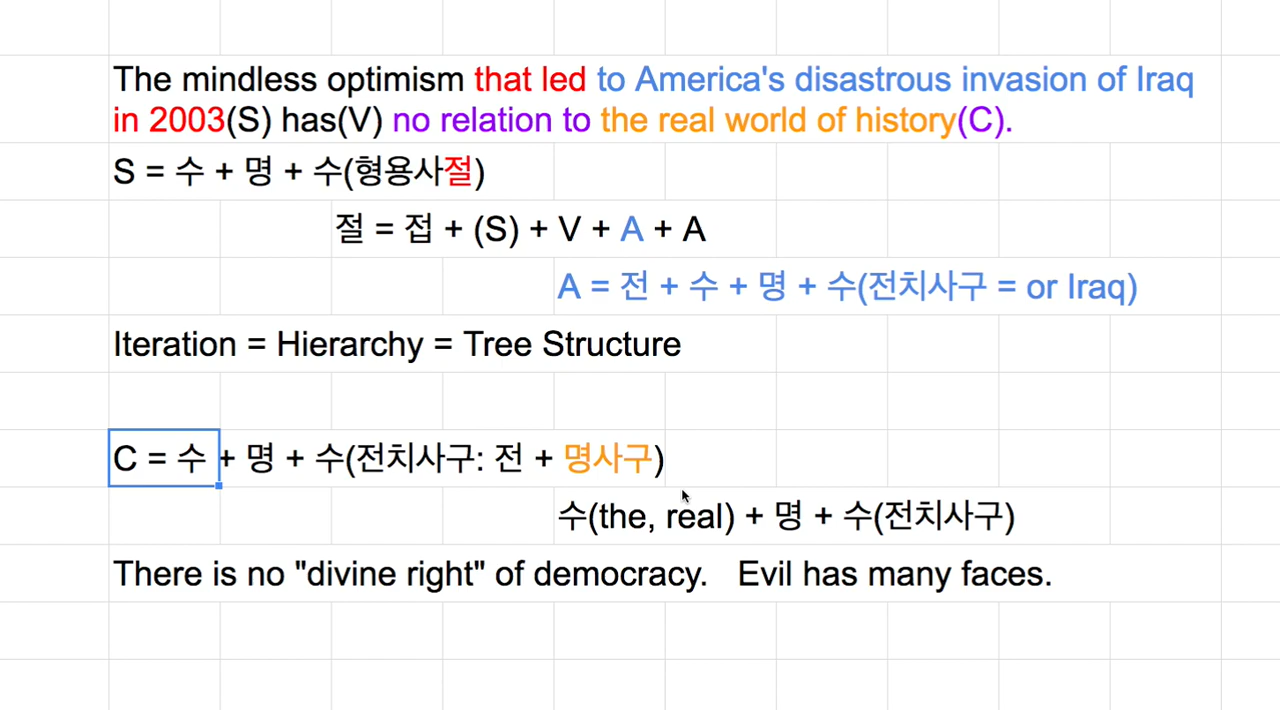 The mindless optimism that led to America's disastrous invasion of Iraq
in 2003(S) has(V) no relation to the real world of history(C).
S = 수 + 명 + 수(형용사절)
절 = 접 + (S) + V + A + A
A = 전 + 수 + 명 + 수(전치사구 = or Iraq)
Iteration = Hierarchy = Tree Structure
C = 수 + 명 + 수(전치사구: 전 + 명사구)
수(the, real) + 명 + 수(전치사구)
There is no "divine right" of democracy.   Evil has many faces.